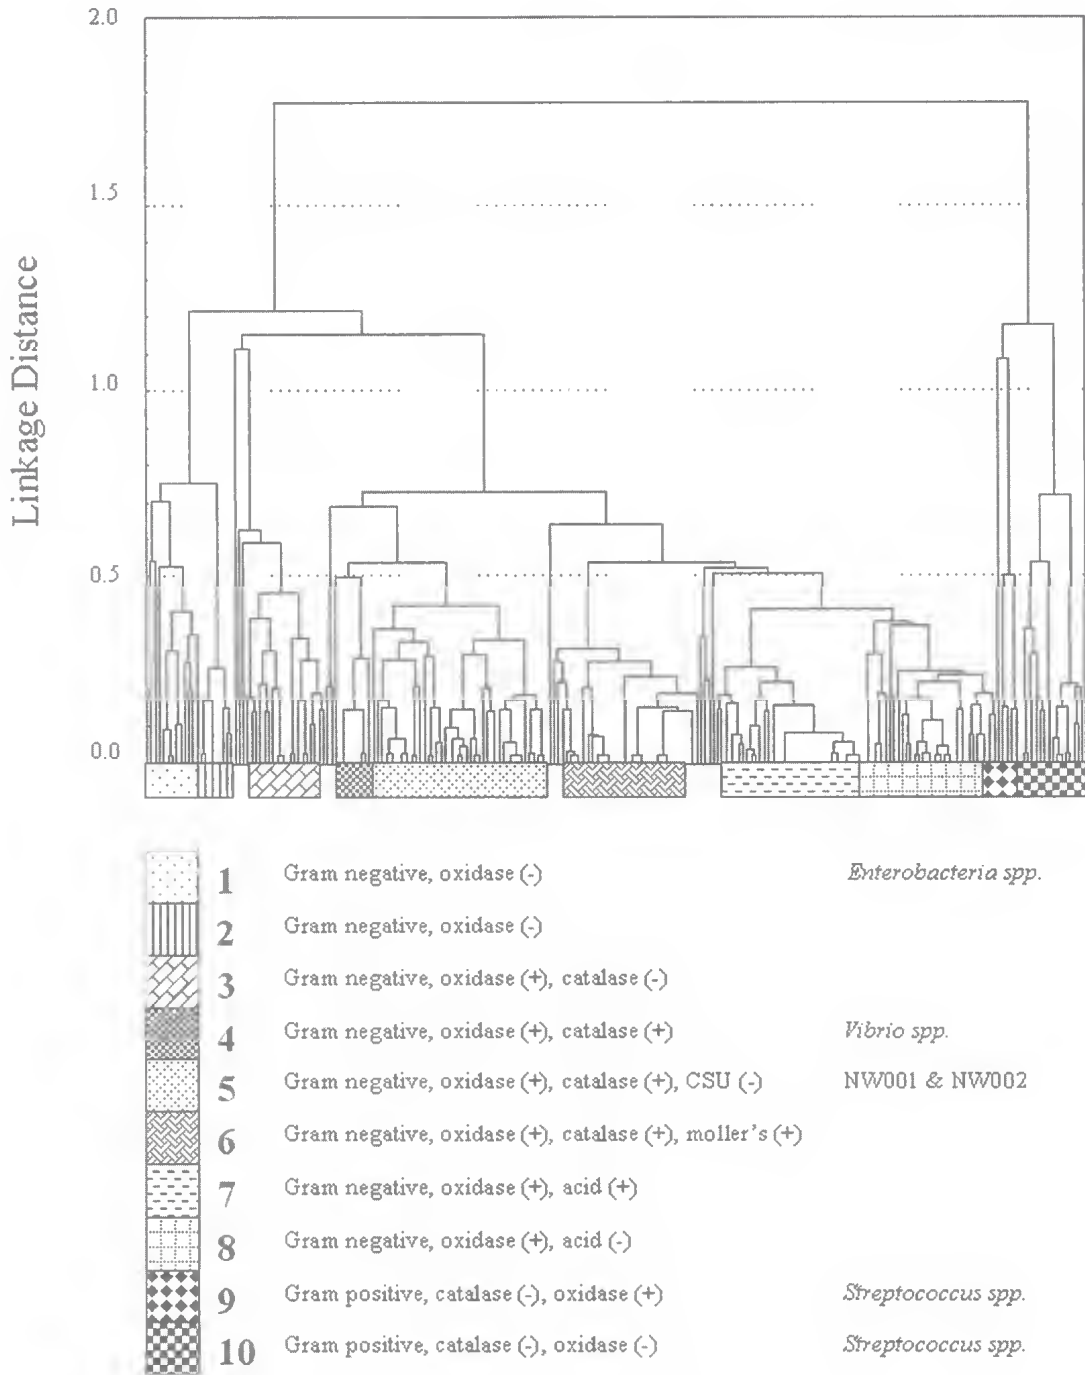 2.0
1.5
1.0
0.5
0.0
Linkage Distance
1 Gram negative, oxidase (-) Enterobacteria spp.
2 Gram negative, oxidase (-)
3 Gram negative, oxidase (+), catalase (-)
4 Gram negative, oxidase (+), catalase (+) Vibrio spp.
5 Gram negative, oxidase (+), catalase (+), CSU (-) NW001 & NW002
6 Gram negative, oxidase (+), catalase (+), moller's (+)
7 Gram negative, oxidase (+), acid (+)
8 Gram negative, oxidase (+), acid (-)
9 Gram positive, catalase (-), oxidase (+) Streptococcus spp.
10 Gram positive, catalase (-), oxidase (-) Streptococcus spp.